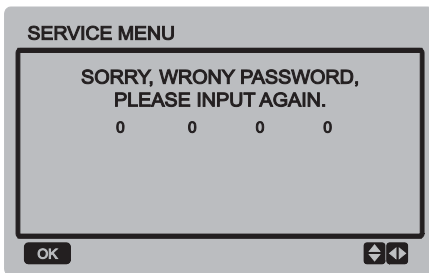 SERVICE MENU
SORRY, WRONY PASSWORD,
PLEASE INPUT AGAIN.
0 0 0 0
OK